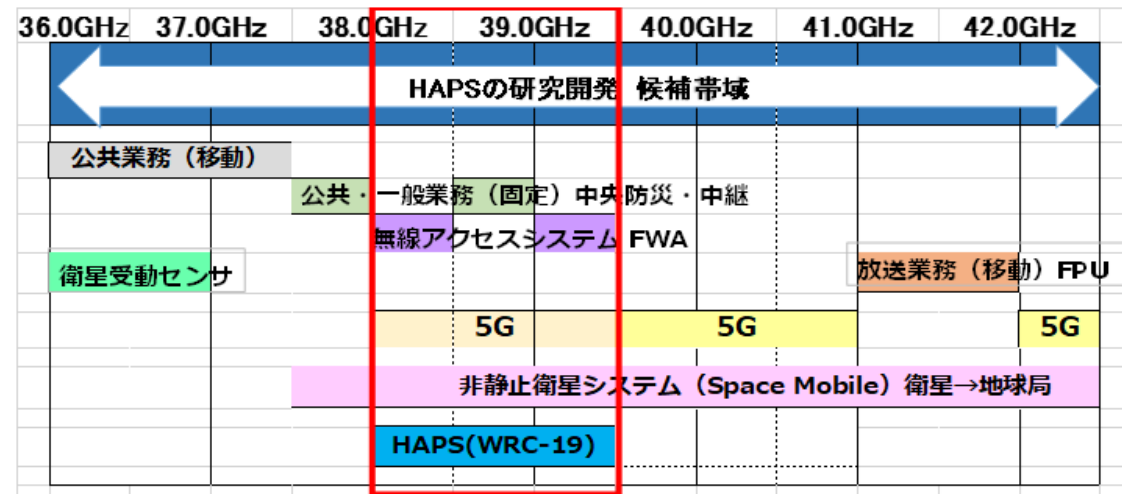 36.0GHz 37.0GHz 38.0GHz 39.0GHz 40.0GHz 41.0GHz 42.0GHz
HAPSの研究開発 候補帯域
公共業務（移動）
公共・一般業務（固定）中央防災・中継
無線アクセスシステム FWA
衛星受動センサ
放送業務（移動）FPU
5G 5G 5G
非静止衛星システム（Space Mobile）衛星→地球局
HAPS(WRC-19)